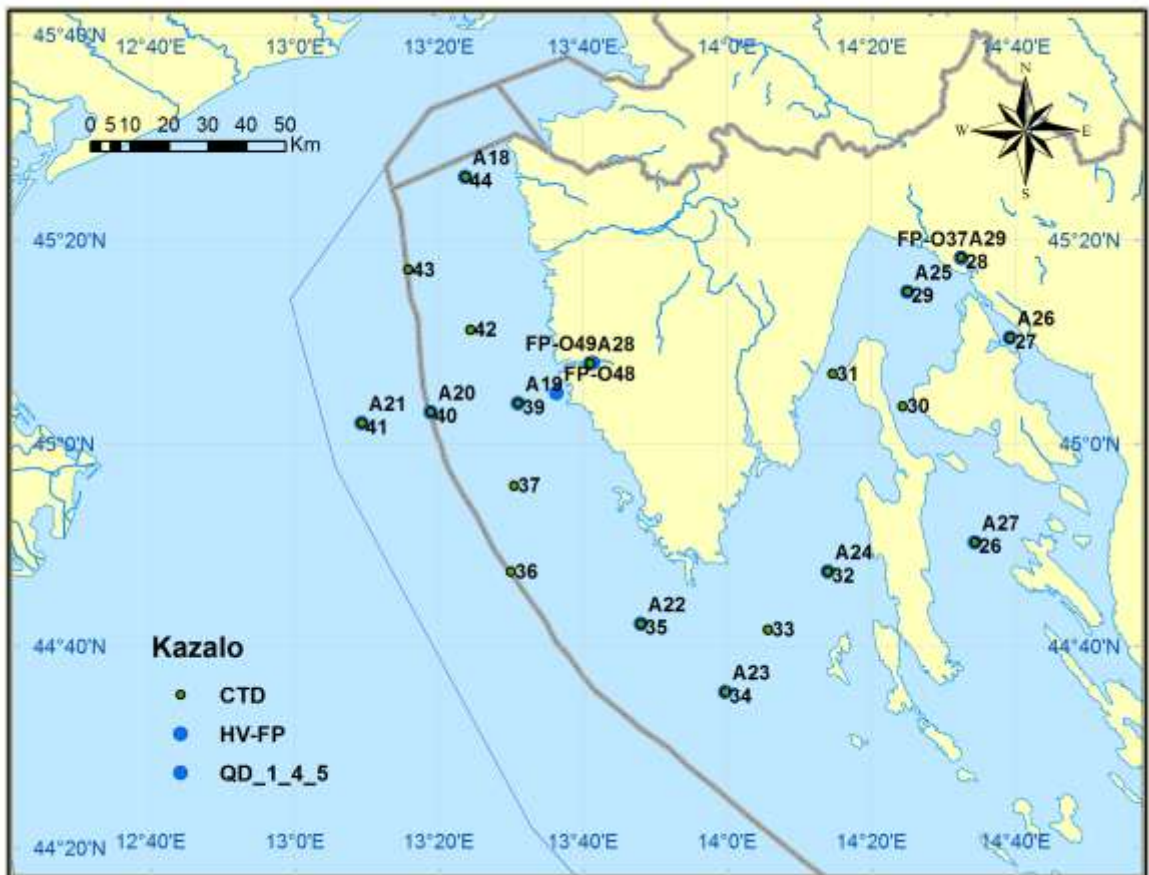 45°40'N 12°40'E 13°0'E 13°20'E 13°40'E 14°0'E 14°20'E 14°40'E
N
0 5 10 20 30 40 50
Km
W E
S
A18
44
45°20'N 45°20'N
FP-O37A29
28
43
A25
29
A26
27
42
FP-O49A28
FP-O48
31
A19
39
A20
40
A21
41
30
45°0'N 45°0'N
37
A27
26
36
A24
32
A22
35
33
Kazalo
44°40'N 44°40'N
A23
34
CTD
HV-FP
QD_1_4_5
44°20'N 12°40'E 13°0'E 13°20'E 13°40'E 14°0'E 14°20'E 14°40'E 44°20'N